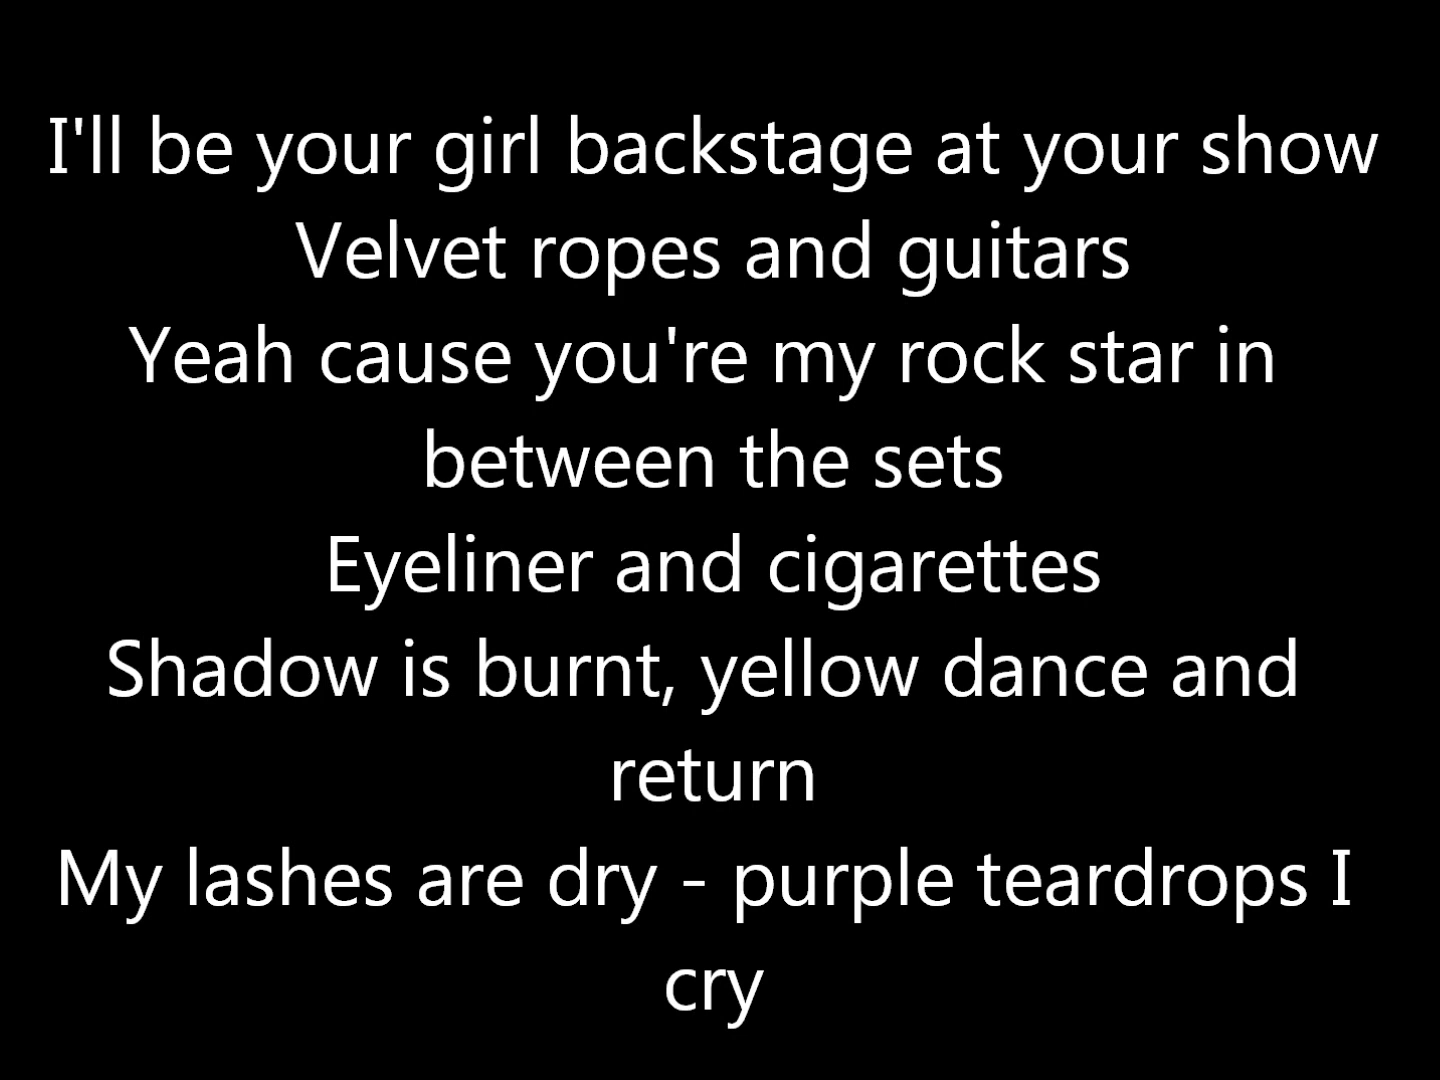 I'll be your girl backstage at your show
Velvet ropes and guitars
Yeah cause you're my rock star in
between the sets
Eyeliner and cigarettes
Shadow is burnt, yellow dance and
return
My lashes are dry - purple teardrops I
cry